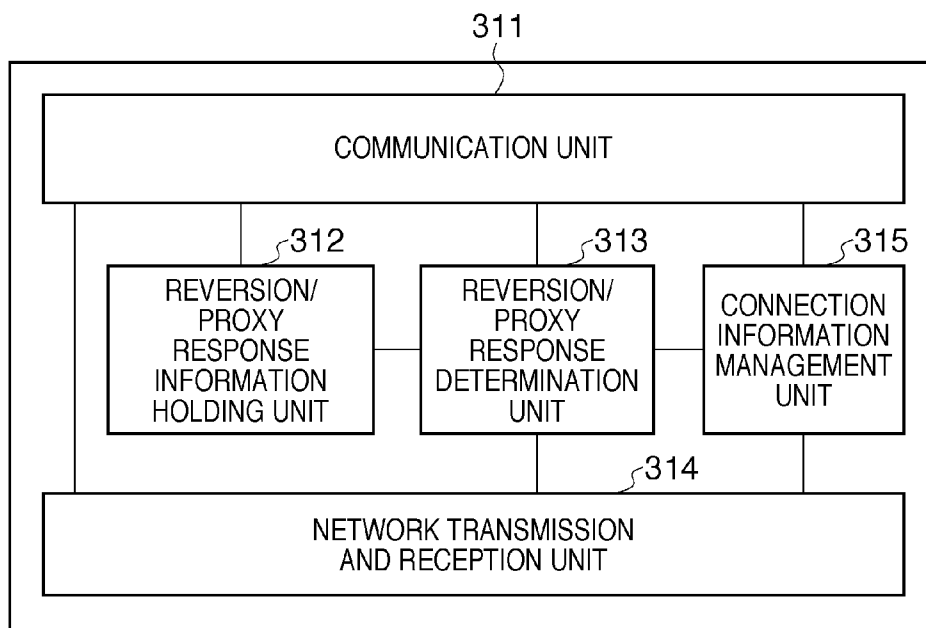 311
COMMUNICATION UNIT
312
313
315
REVERSION/
PROXY
RESPONSE
INFORMATION
HOLDING UNIT
REVERSION/
PROXY
RESPONSE
DETERMINATION
UNIT
CONNECTION
INFORMATION
MANAGEMENT
UNIT
314
NETWORK TRANSMISSION
AND RECEPTION UNIT